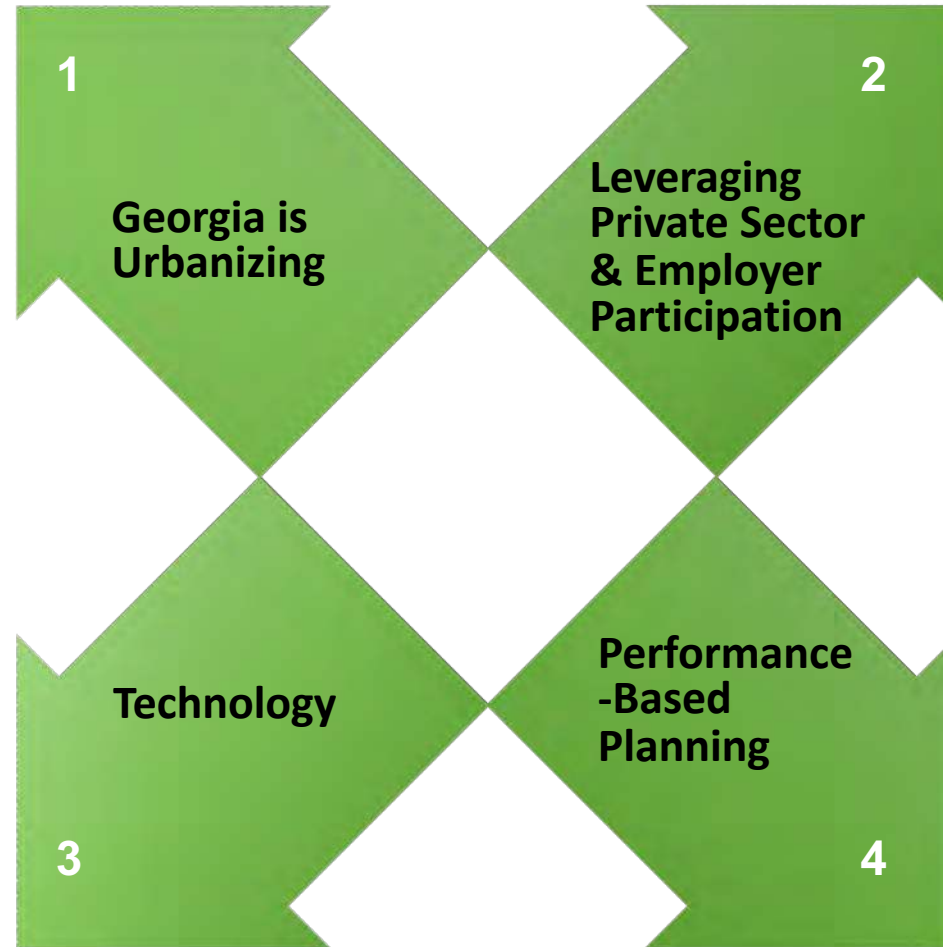 1
Georgia is
Urbanizing
2
Leveraging
Private Sector
& Employer
Participation
Technology
3
Performance
-Based
Planning
4